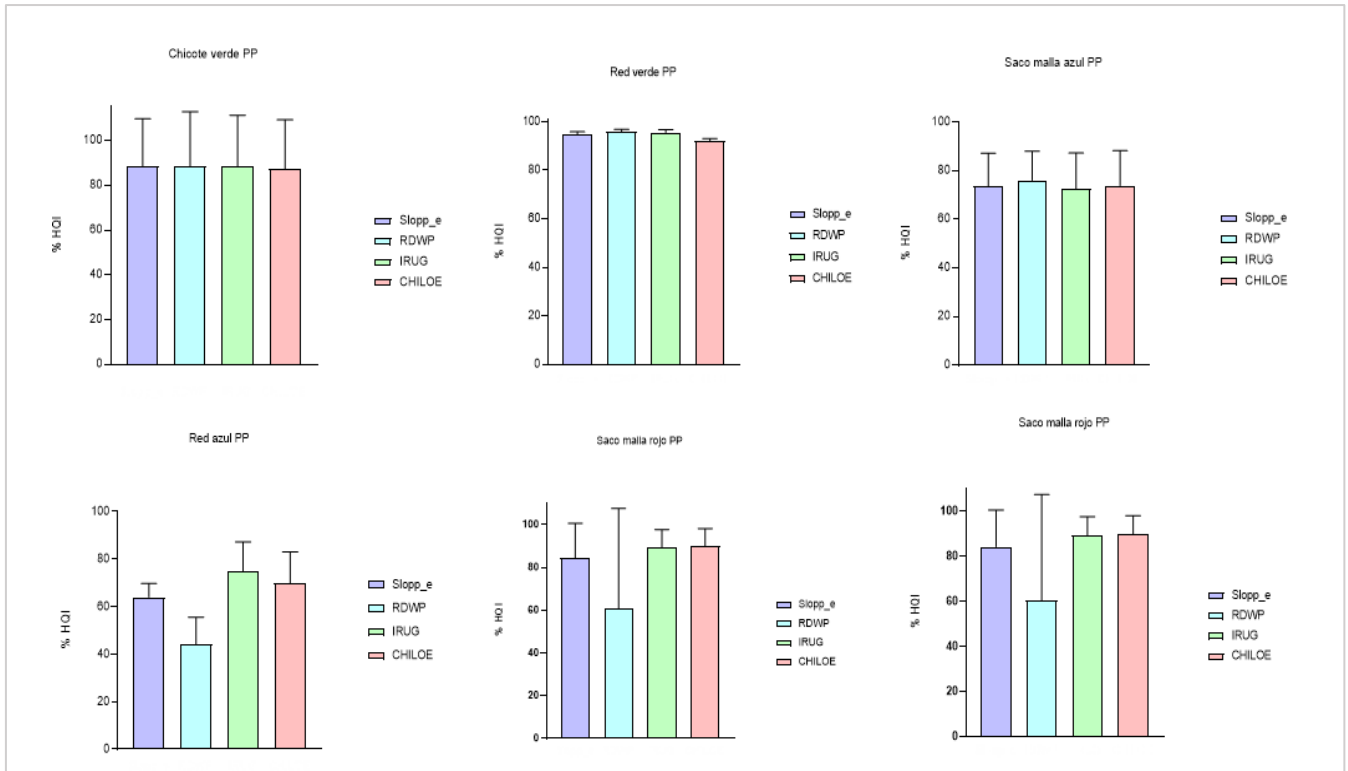 Chicote verde PP
% HQI
100
80
60
40
20
0
Slopp_e
RDWP
IRUG
CHILOE
Red verde PP
% HQI
100
80
60
40
20
0
Slopp_e
RDWP
IRUG
CHILOE
Saco malla azul PP
% HQI
100
80
60
40
20
0
Slopp_e
RDWP
IRUG
CHILOE
Red azul PP
% HQI
100
80
60
40
20
0
Slopp_e
RDWP
IRUG
CHILOE
Saco malla rojo PP
% HQI
100
80
60
40
20
0
Slopp_e
RDWP
IRUG
CHILOE
Saco malla rojo PP
% HQI
100
80
60
40
20
0
Slopp_e
RDWP
IRUG
CHILOE